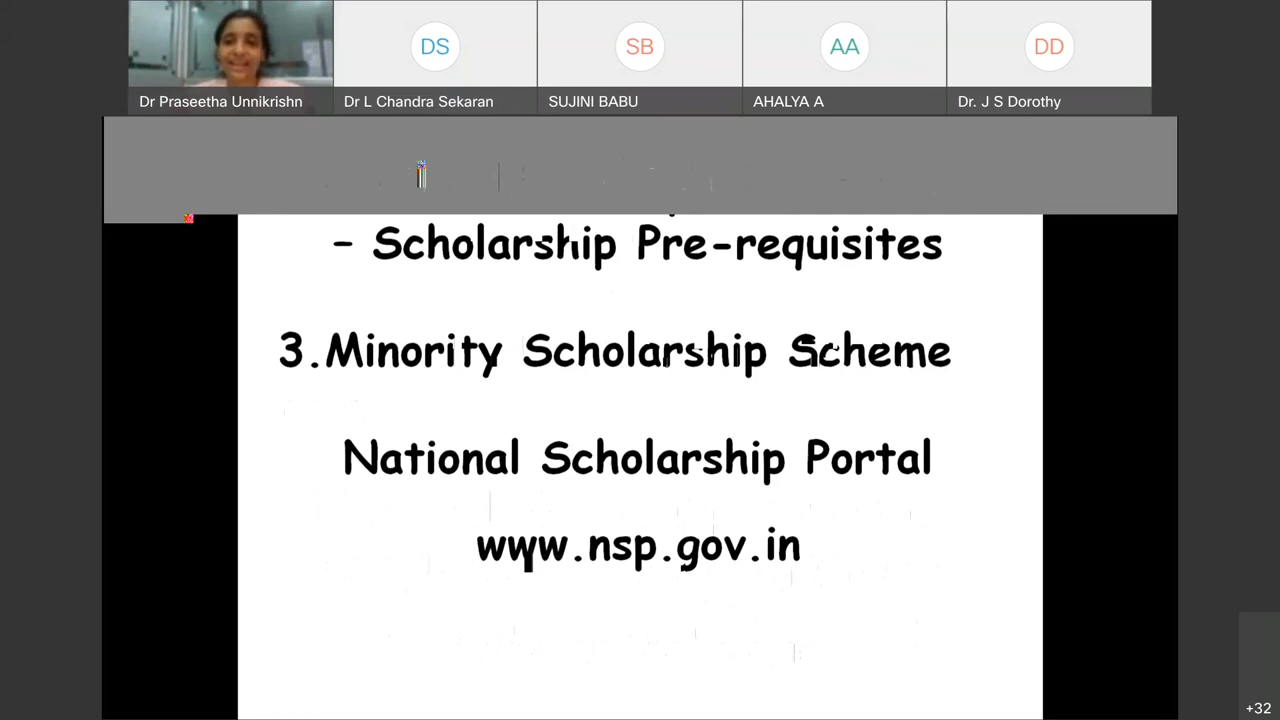 DS
SB
AA
DD
Dr Praseetha Unnikrishn
Dr L Chandra Sekaran
SUJINI BABU
AHALYA A
Dr. J S Dorothy
– Scholarship Pre-requisites
3.Minority Scholarship Scheme
National Scholarship Portal
www.nsp.gov.in
+32